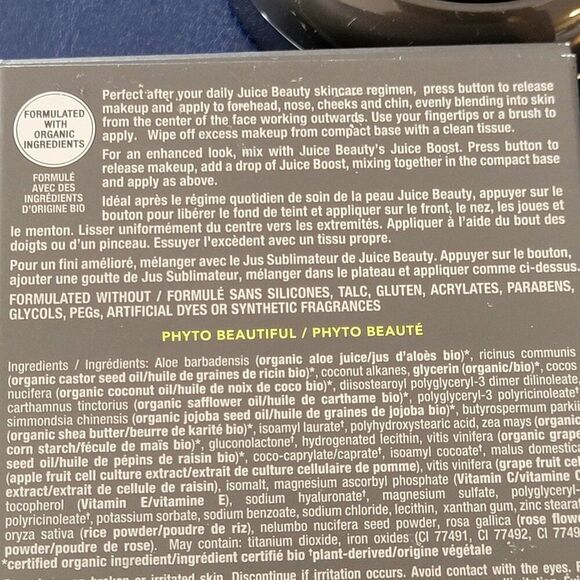 FORMULATED
WITH
ORGANIC
INGREDIENTS
FORMULÉ
AVEC DES
INGRÉDIENTS
D'ORIGINE BIO
Perfect after your daily Juice Beauty skincare regimen, press button to release
makeup and apply to forehead, nose, cheeks and chin, evenly blending into skin
from the center of the face working outwards. Use your fingertips or a brush to
apply. Wipe off excess makeup from compact base with a clean tissue.
For an enhanced look, mix with Juice Beauty's Juice Boost. Press button to
release makeup, add a drop of Juice Boost, mixing together in the compact base
and apply as above.
Idéal après le régime quotidien de soin de la peau Juice Beauty, appuyer sur le
bouton pour libérer le fond de teint et appliquer sur le front, le nez, les joues et
le menton. Lisser uniformément du centre vers les extremités. Appliquer à l'aide du bout des
doigts ou d'un pinceau. Essuyer l'excèdent avec un tissu propre.
Pour un fini amélioré, mélanger avec le Jus Sublimateur de Juice Beauty. Appuyer sur le bouton,
ajouter une goutte de Jus Sublimateur, mélanger dans le plateau et appliquer comme ci-dessus.
FORMULATED WITHOUT / FORMULÉ SANS SILICONES, TALC, GLUTEN, ACRYLATES, PARABENS,
GLYCOLS, PEGs, ARTIFICIAL DYES OR SYNTHETIC FRAGRANCES
PHYTO BEAUTIFUL / PHYTO BEAUTÉ
Ingredients / Ingrédients: Aloe barbadensis (organic aloe juice/jus d'aloès bio)*, ricinus communis
(organic castor seed oil/huile de graines de ricin bio)*, coconut alkanes, glycerin (organic/bio)*, cocos
nucifera (organic coconut oil/huile de noix de coco bio)*, diisostearoyl polyglyceryl-3 dimer dilinoleate,
carthamus tinctorius (organic safflower oil/huile de carthame bio)*, polyglyceryl-3 polyricinoleate†,
simmondsia chinensis (organic jojoba seed oil/huile de graines de jojoba bio)*, butyrospermum parkii
(organic shea butter/beurre de karité bio)*, isoamyl laurate†, polyhydroxystearic acid, zea mays (organic
corn starch/fécule de maïs bio)*, gluconolactone†, hydrogenated lecithin, vitis vinifera (organic grape
seed oil/huile de pépins de raisin bio)*, coco-caprylate/caprate†, isoamyl cocoate†, malus domestica
(apple fruit cell culture extract/extrait de culture cellulaire de pomme), vitis vinifera (grape fruit cell
extract/extrait de cellule de raisin), isomalt, magnesium ascorbyl phosphate (Vitamin C/vitamine C
tocopherol (Vitamin E/vitamine E), sodium hyaluronate†, magnesium sulfate, polyglyceryl-
polyricinoleate†, potassium sorbate, sodium benzoate, sodium chloride, lecithin, xanthan gum, zinc stearate
oryza sativa (rice powder/poudre de riz), nelumbo nucifera seed powder, rosa gallica (rose flower
powder/poudre de rose). May contain: titanium dioxide, iron oxides (CI 77491, CI 77492, CI 77499
*certified organic ingredient/ingrédient certifié bio †plant-derived/origine végétale
broken or irritated skin. Discontinue if irritation occurs. Avoid contact with the eyes.